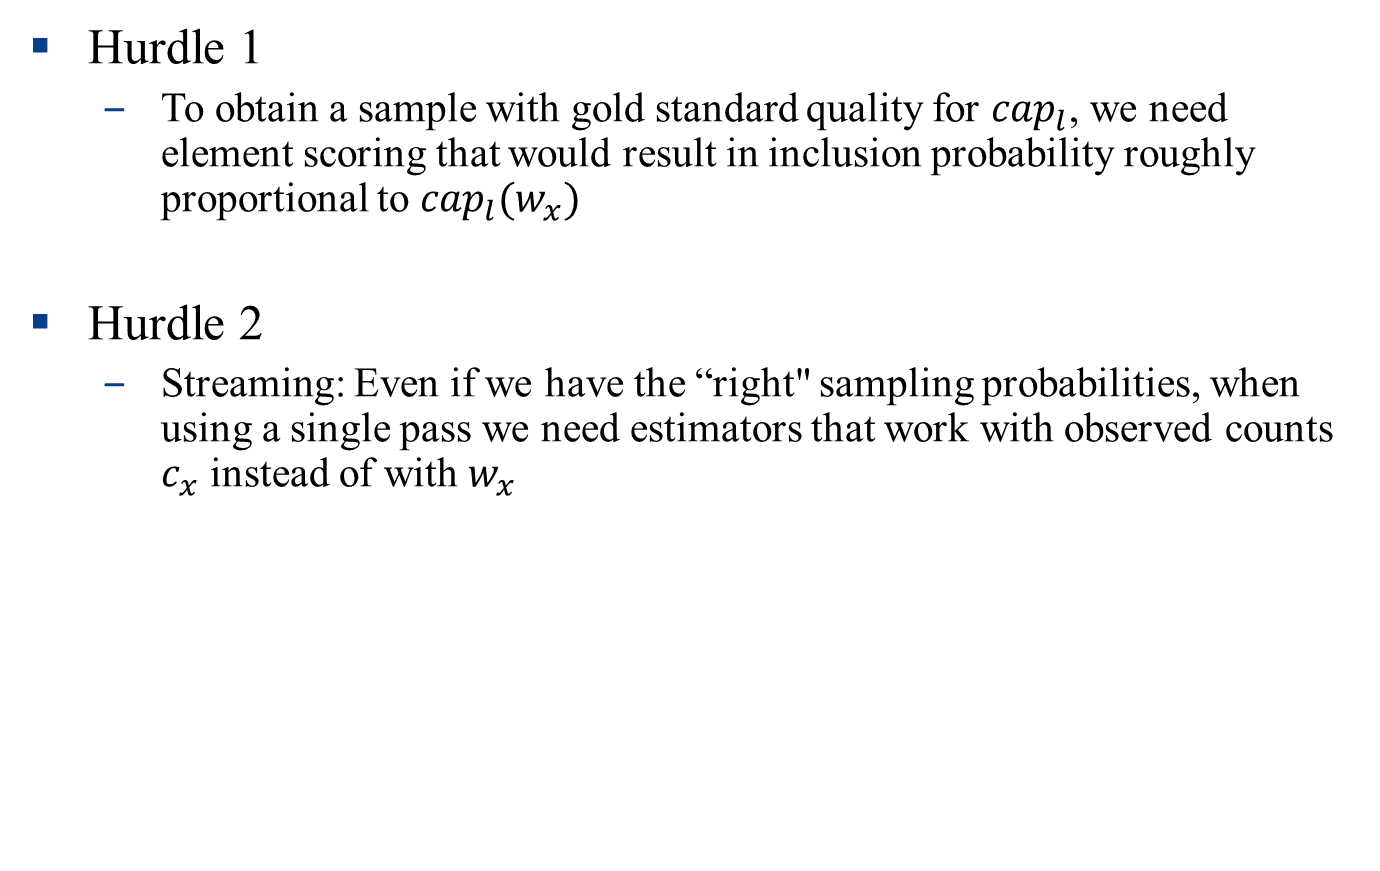 ▪ Hurdle 1
– To obtain a sample with gold standard quality for cap_l, we need
element scoring that would result in inclusion probability roughly
proportional to cap_l(w_x)
▪ Hurdle 2
– Streaming: Even if we have the “right" sampling probabilities, when
using a single pass we need estimators that work with observed counts
c_x instead of with w_x